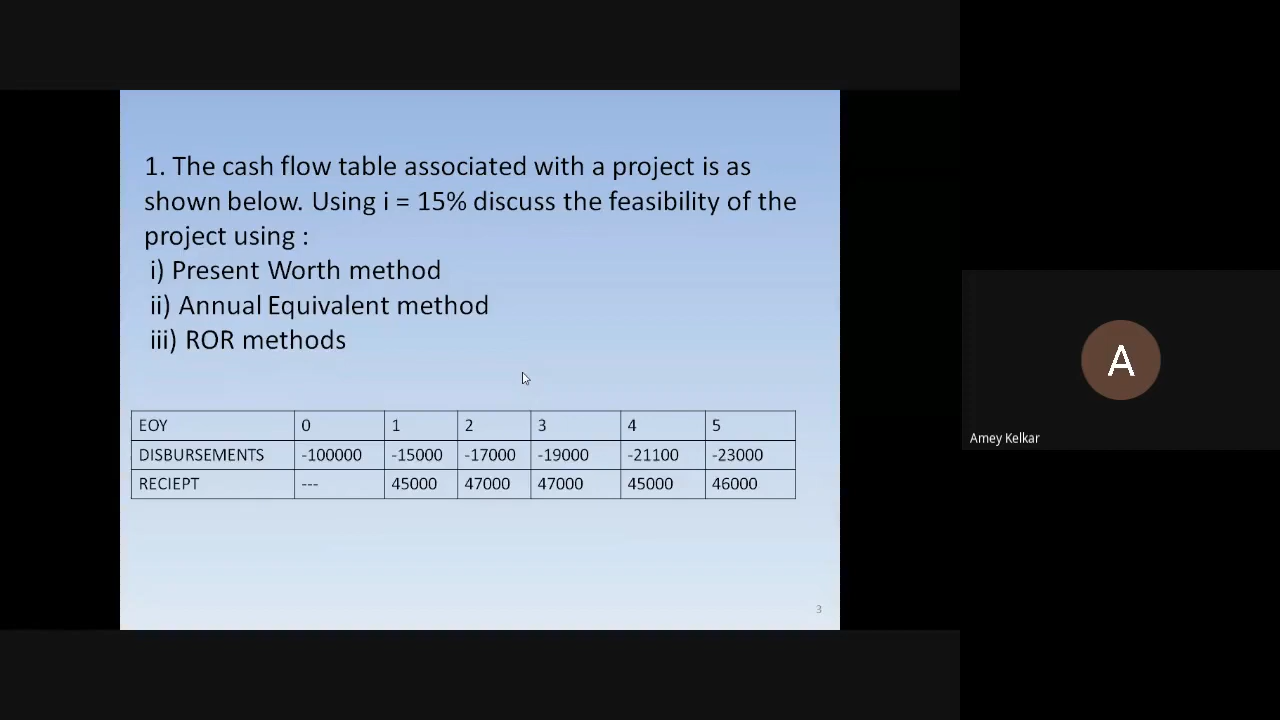 1. The cash flow table associated with a project is as
shown below. Using i = 15% discuss the feasibility of the
project using :
i) Present Worth method
ii) Annual Equivalent method
iii) ROR methods
EOY 0 1 2 3 4 5
DISBURSEMENTS -100000 -15000 -17000 -19000 -21100 -23000
RECIEPT --- 45000 47000 47000 45000 46000
3
A
Amey Kelkar